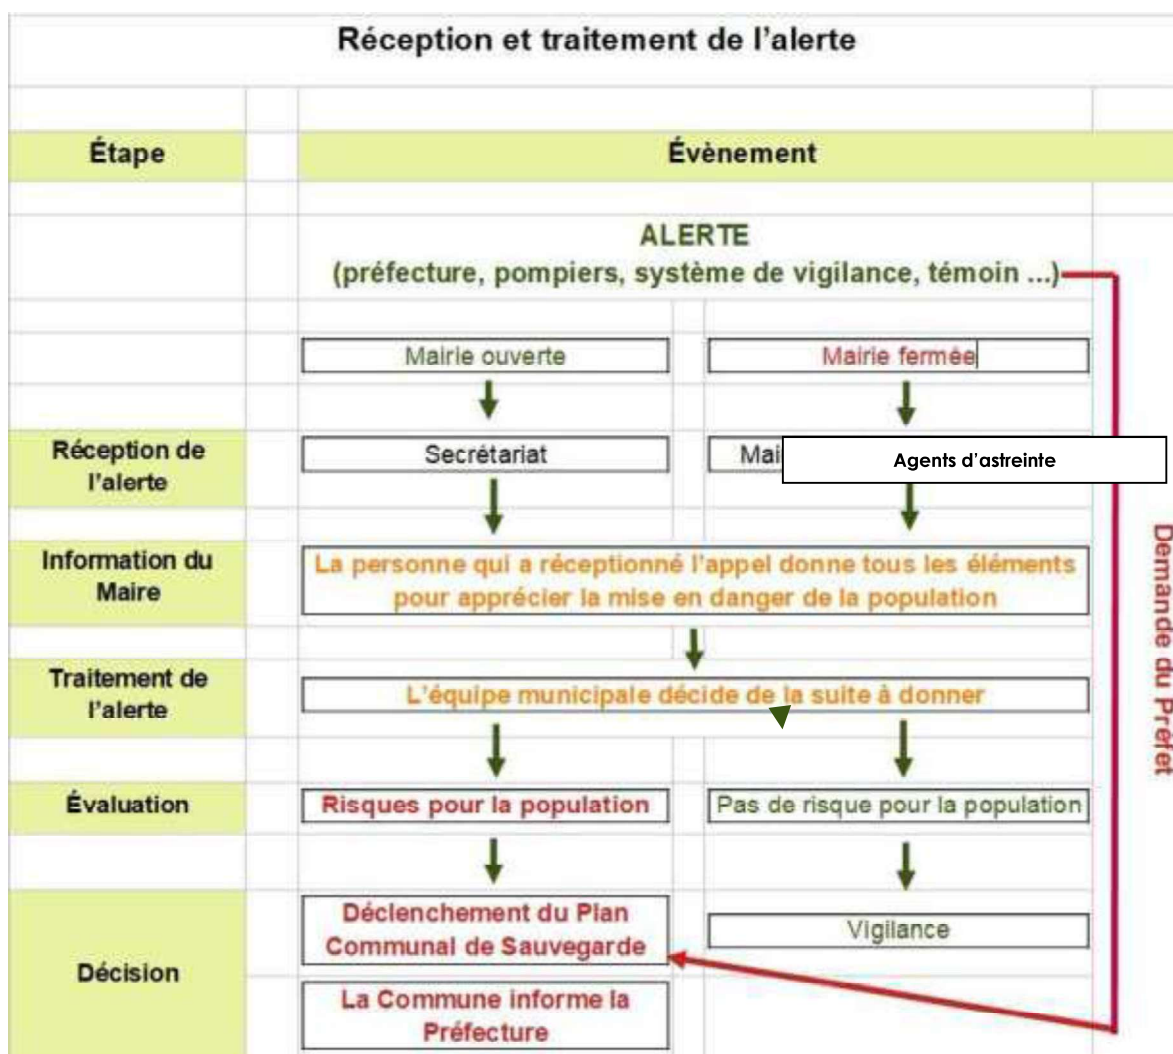 Réception et traitement de l'alerte
Étape
Évènement
ALERTE
(préfecture, pompiers, système de vigilance, témoin ...)
Mairie ouverte
Mairie fermée
Réception de
l'alerte
Secrétariat
Agents d'astreinte
Information du
Maire
La personne qui a réceptionné l'appel donne tous les éléments
pour apprécier la mise en danger de la population
Traitement de
l'alerte
L'équipe municipale décide de la suite à donner
Évaluation
Risques pour la population
Pas de risque pour la population
Décision
Déclenchement du Plan
Communal de Sauvegarde
Vigilance
La Commune informe la
Préfecture
Demande du Préfet